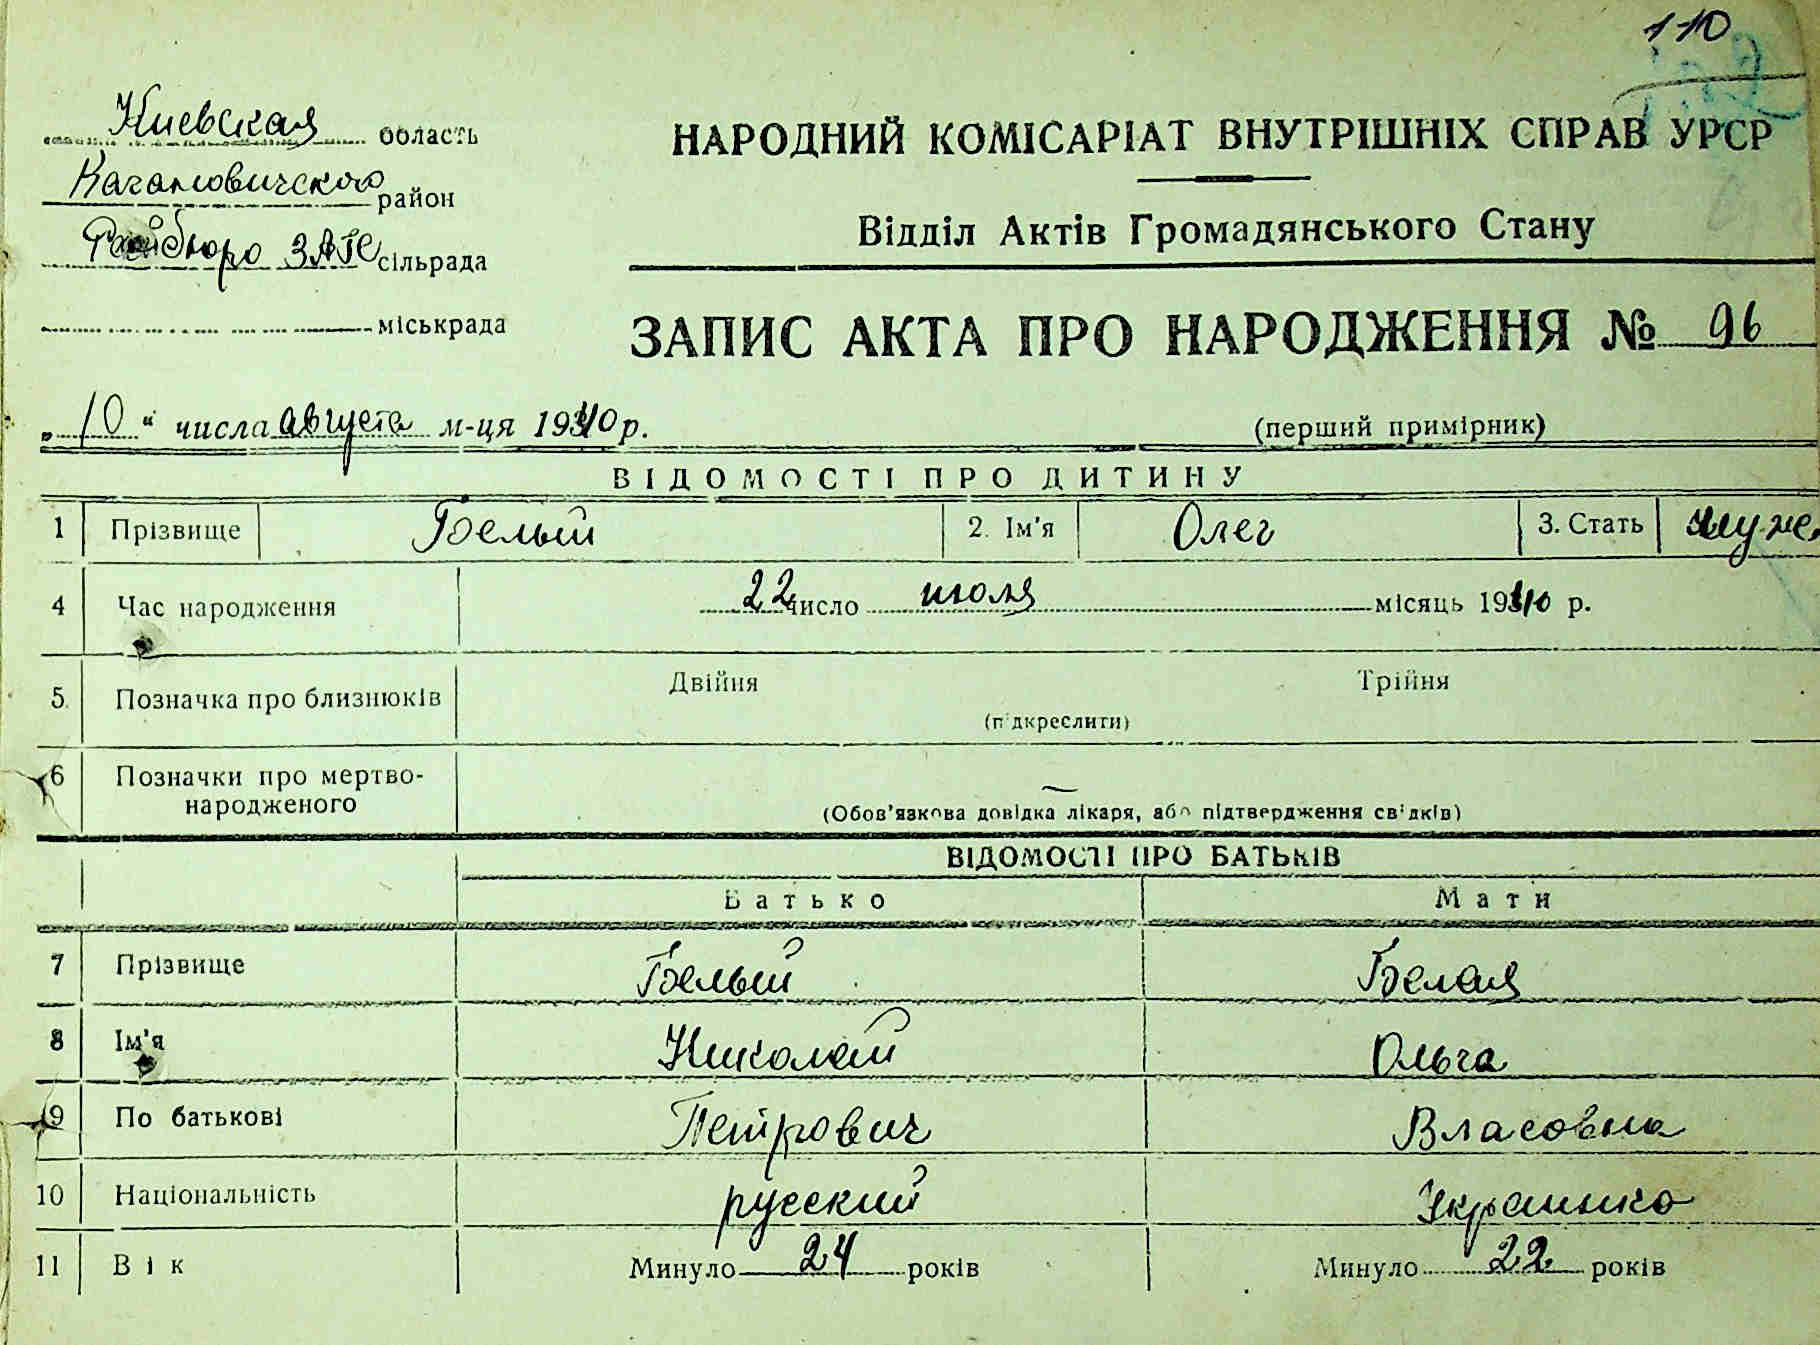 110
Киевская область
Кагановичского район
Райбюро ЗАГС сільрада
міськрада
НАРОДНИЙ КОМІСАРІАТ ВНУТРІШНІХ СПРАВ УРСР
Відділ Актів Громадянського Стану
ЗАПИС АКТА ПРО НАРОДЖЕННЯ № 96
„10“ числа августа м-ця 1940 р.
(перший примірник)
ВІДОМОСТІ ПРО ДИТИНУ
1 Прізвище Белый 2. Ім'я Олег 3. Стать муж.
4 Час народження 22 число июля місяць 1940 р.
5. Позначка про близнюків Двійня Трійня
(підкреслити)
6 Позначки про мертво-
народженого
(Обов'язкова довідка лікаря, або підтвердження свідків)
ВІДОМОСТІ ПРО БАТЬКІВ
Батько Мати
7 Прізвище Белый Белая
8 Ім'я Николай Ольга
9 По батькові Петрович Власовна
10 Національність русский Украинка
11 Вік Минуло 24 років Минуло 22 років